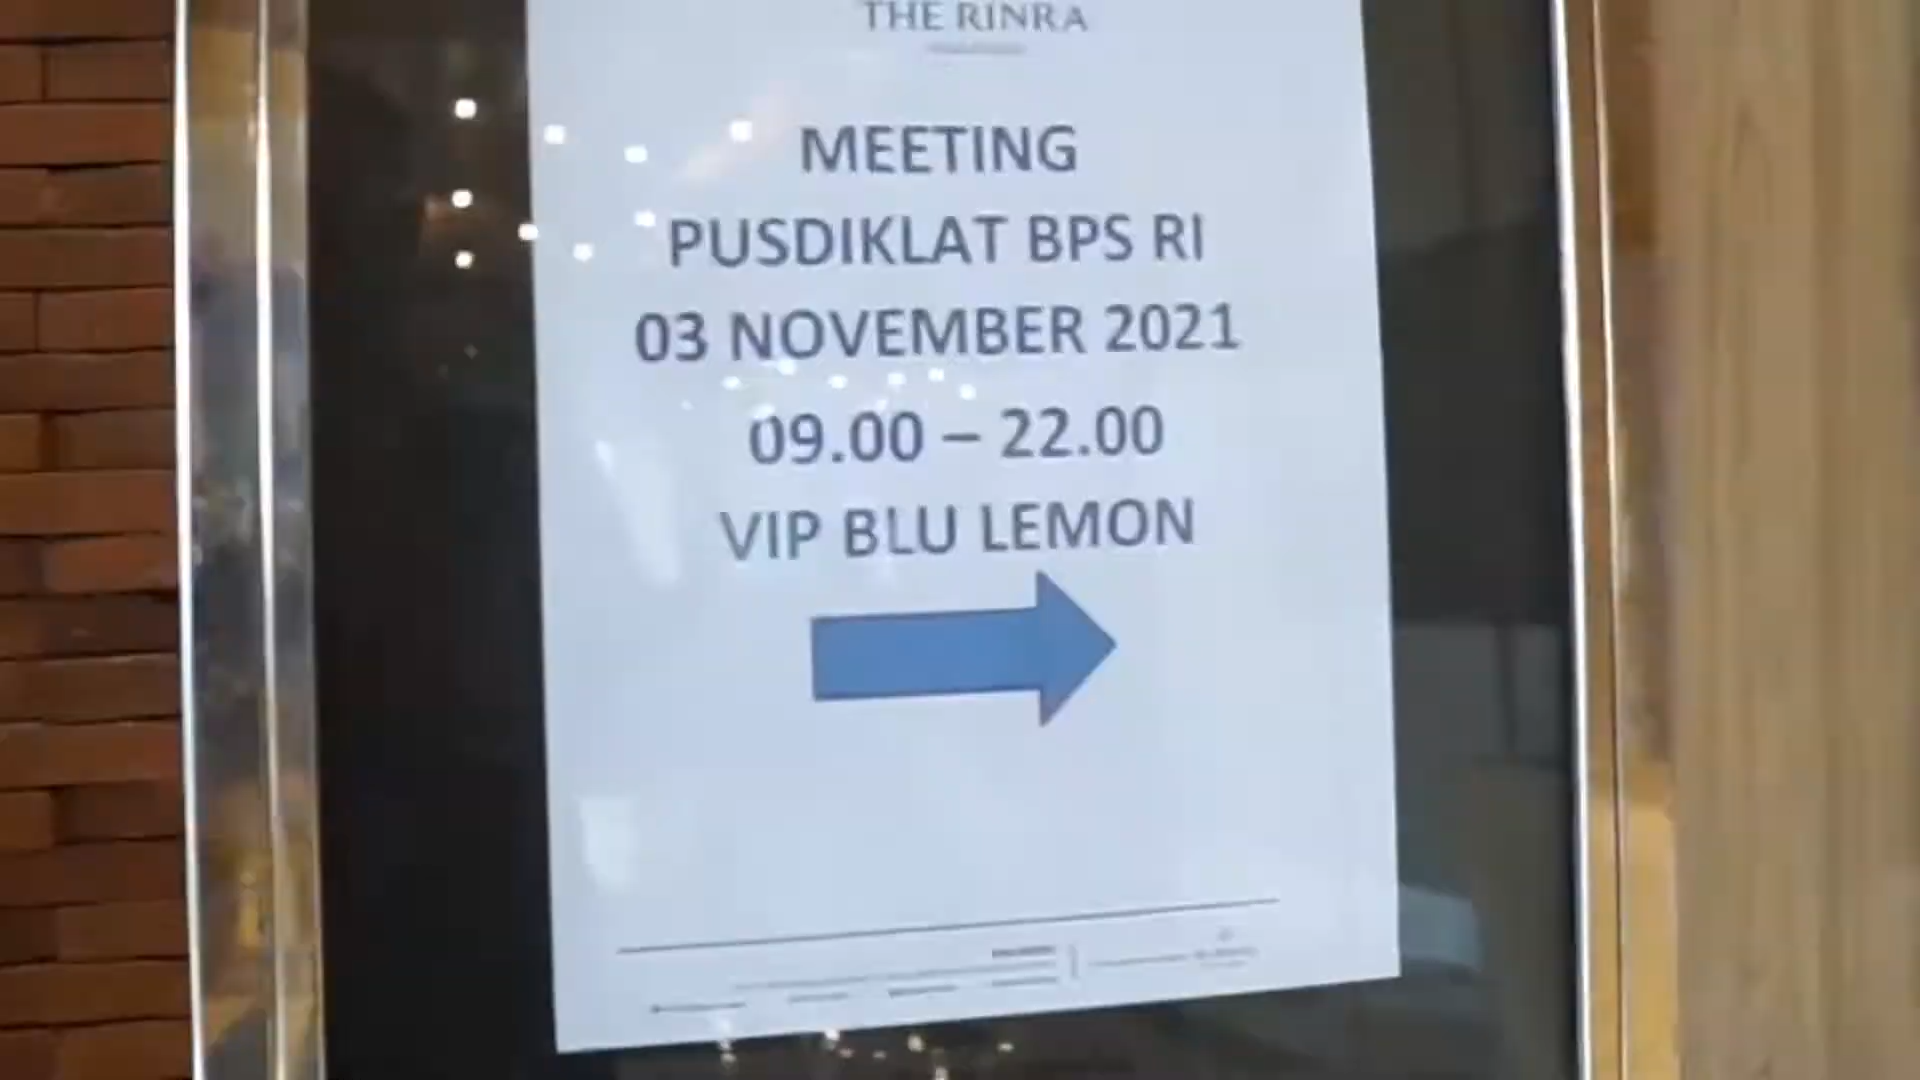 THE RINRA
MEETING
PUSDIKLAT BPS RI
03 NOVEMBER 2021
09.00 – 22.00
VIP BLU LEMON